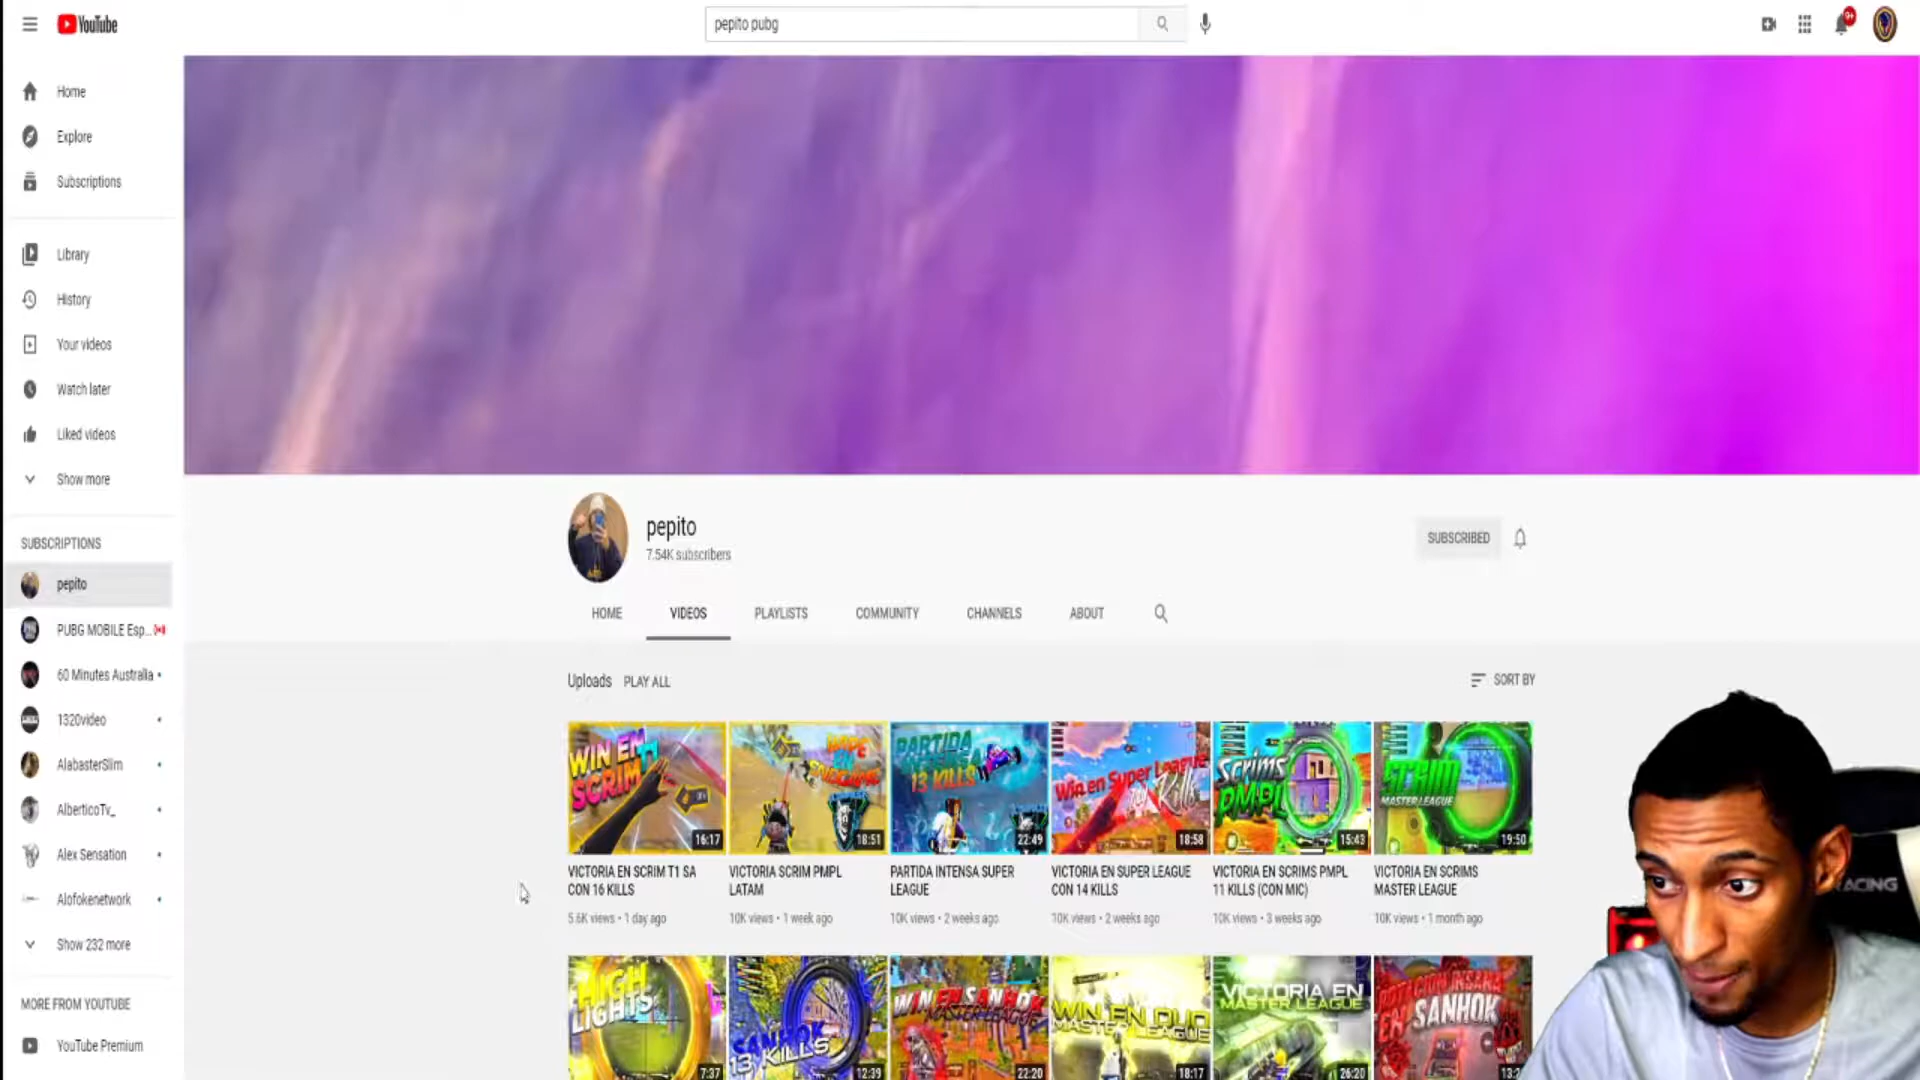 YouTube
pepito pubg
9+
Home
Explore
Subscriptions
Library
History
Your videos
Watch later
Liked videos
Show more
SUBSCRIPTIONS
pepito
PUBG MOBILE Esp...
60 Minutes Australia
1320video
AlabasterSlim
AlberticoTv_
Alex Sensation
Alofokenetwork
Show 232 more
MORE FROM YOUTUBE
YouTube Premium
pepito
7.54K subscribers
SUBSCRIBED
HOME VIDEOS PLAYLISTS COMMUNITY CHANNELS ABOUT
Uploads PLAY ALL
SORT BY
WIN EN
SCRIM T1
16:17
VICTORIA EN SCRIM T1 SA
CON 16 KILLS
5.6K views • 1 day ago
18:51
VICTORIA SCRIM PMPL
LATAM
10K views • 1 week ago
PARTIDA
INTENSA
13 KILLS
22:49
PARTIDA INTENSA SUPER
LEAGUE
10K views • 2 weeks ago
Win en Super League
Kills
18:58
VICTORIA EN SUPER LEAGUE
CON 14 KILLS
10K views • 2 weeks ago
Scrims
PMPL
15:43
VICTORIA EN SCRIMS PMPL
11 KILLS (CON MIC)
10K views • 3 weeks ago
SCRIM
MASTER LEAGUE
19:50
VICTORIA EN SCRIMS
MASTER LEAGUE
10K views • 1 month ago
HIGH
LIGHTS
7:37
SANHOK
13 KILLS
12:39
WIN EN SANHOK
MASTER LEAGUE
22:20
WIN EN DUO
MASTER LEAGUE
18:17
VICTORIA EN
MASTER LEAGUE
26:20
ROTACION INSANA
EN SANHOK
RACING